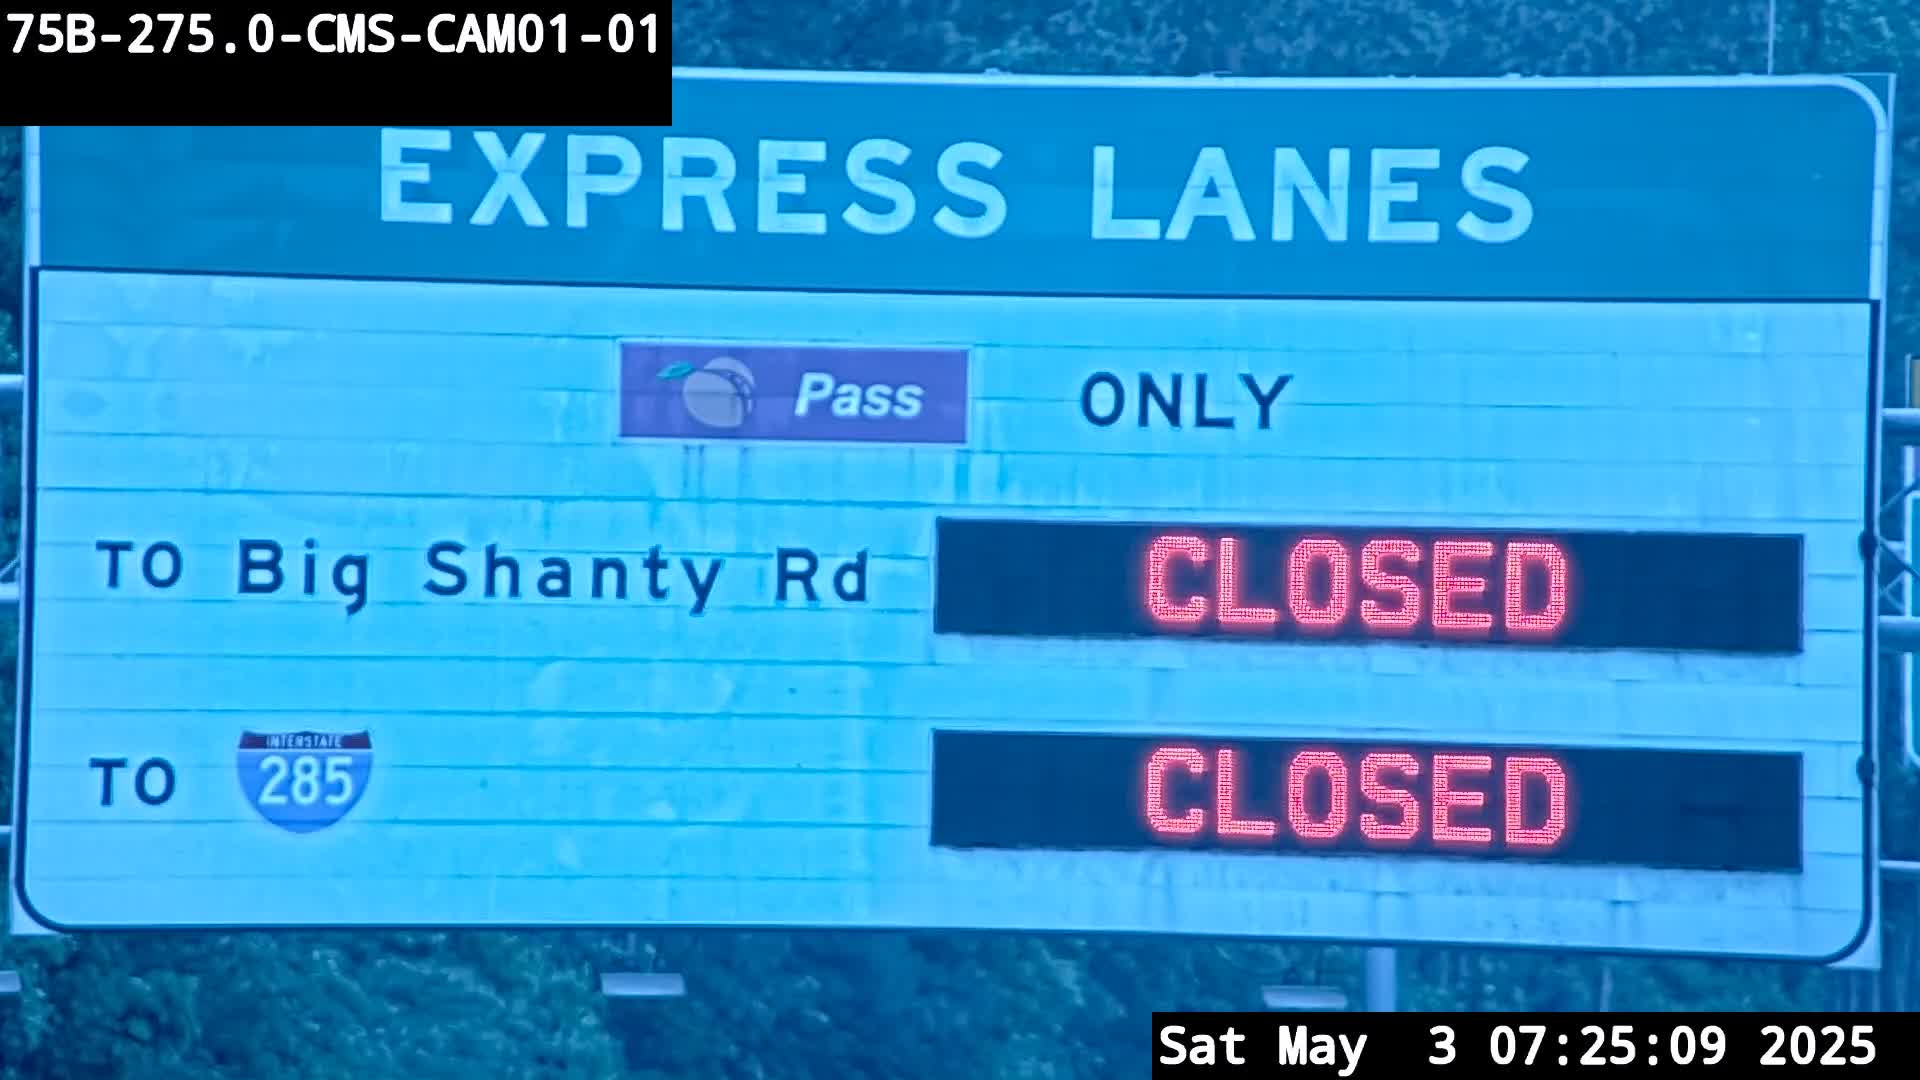 75B-275.0-CMS-CAM01-01
EXPRESS LANES
Pass ONLY
TO Big Shanty Rd CLOSED
INTERSTATE
TO 285 CLOSED
Sat May 3 07:25:09 2025